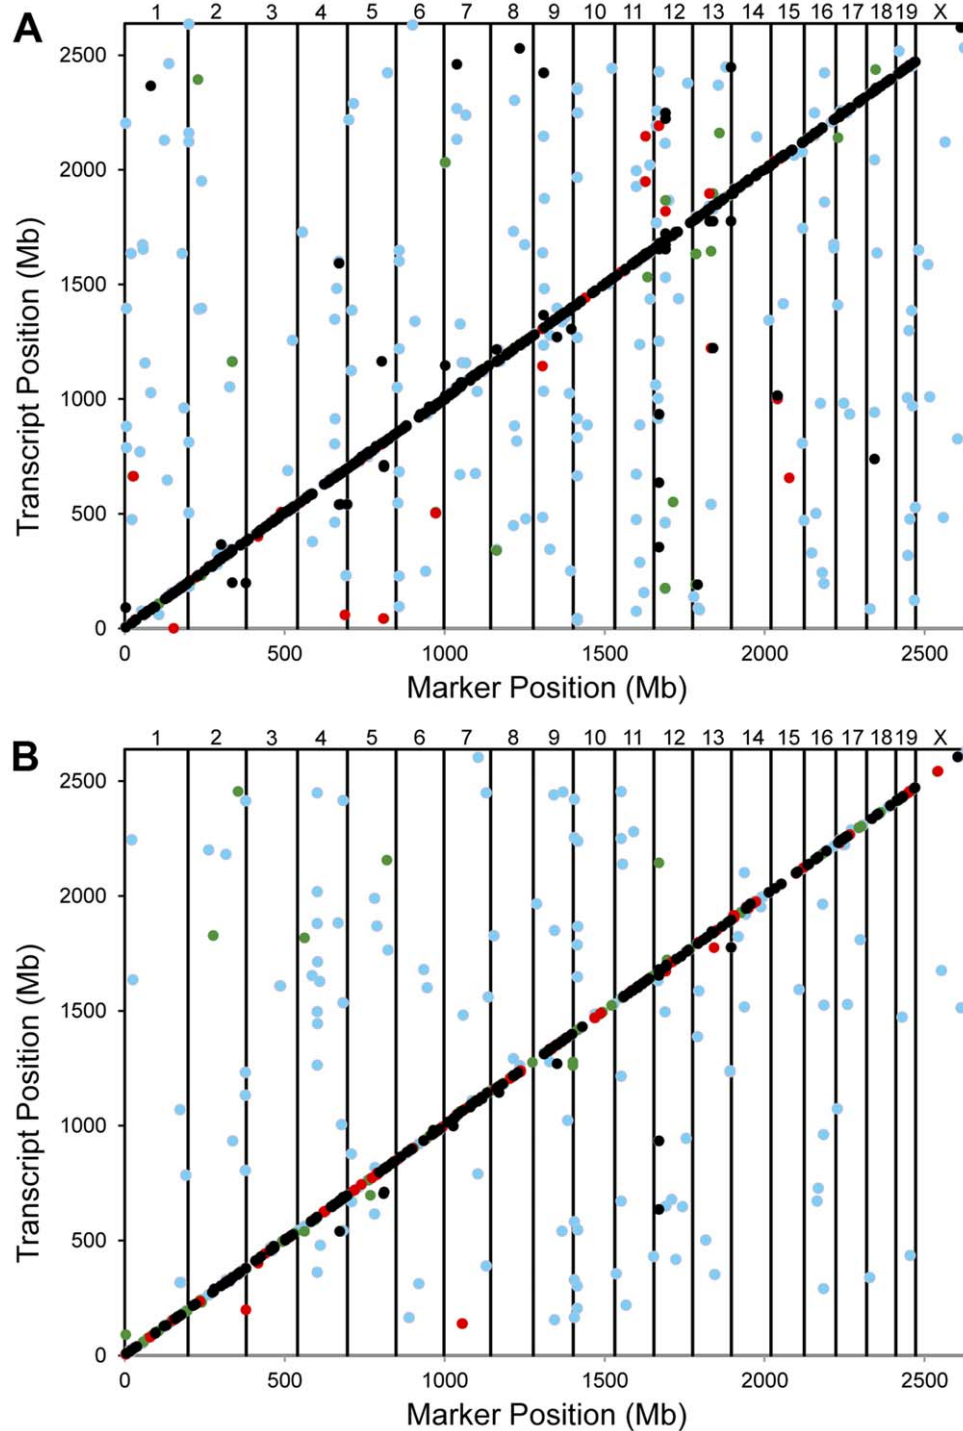 A
1 2 3 4 5 6 7 8 9 10 11 12 13 14 15 16 17 18 19 X
2500
2000
1500
1000
500
0
Transcript Position (Mb)
0 500 1000 1500 2000 2500
Marker Position (Mb)
B
1 2 3 4 5 6 7 8 9 10 11 12 13 14 15 16 17 18 19 X
2500
2000
1500
1000
500
0
Transcript Position (Mb)
0 500 1000 1500 2000 2500
Marker Position (Mb)